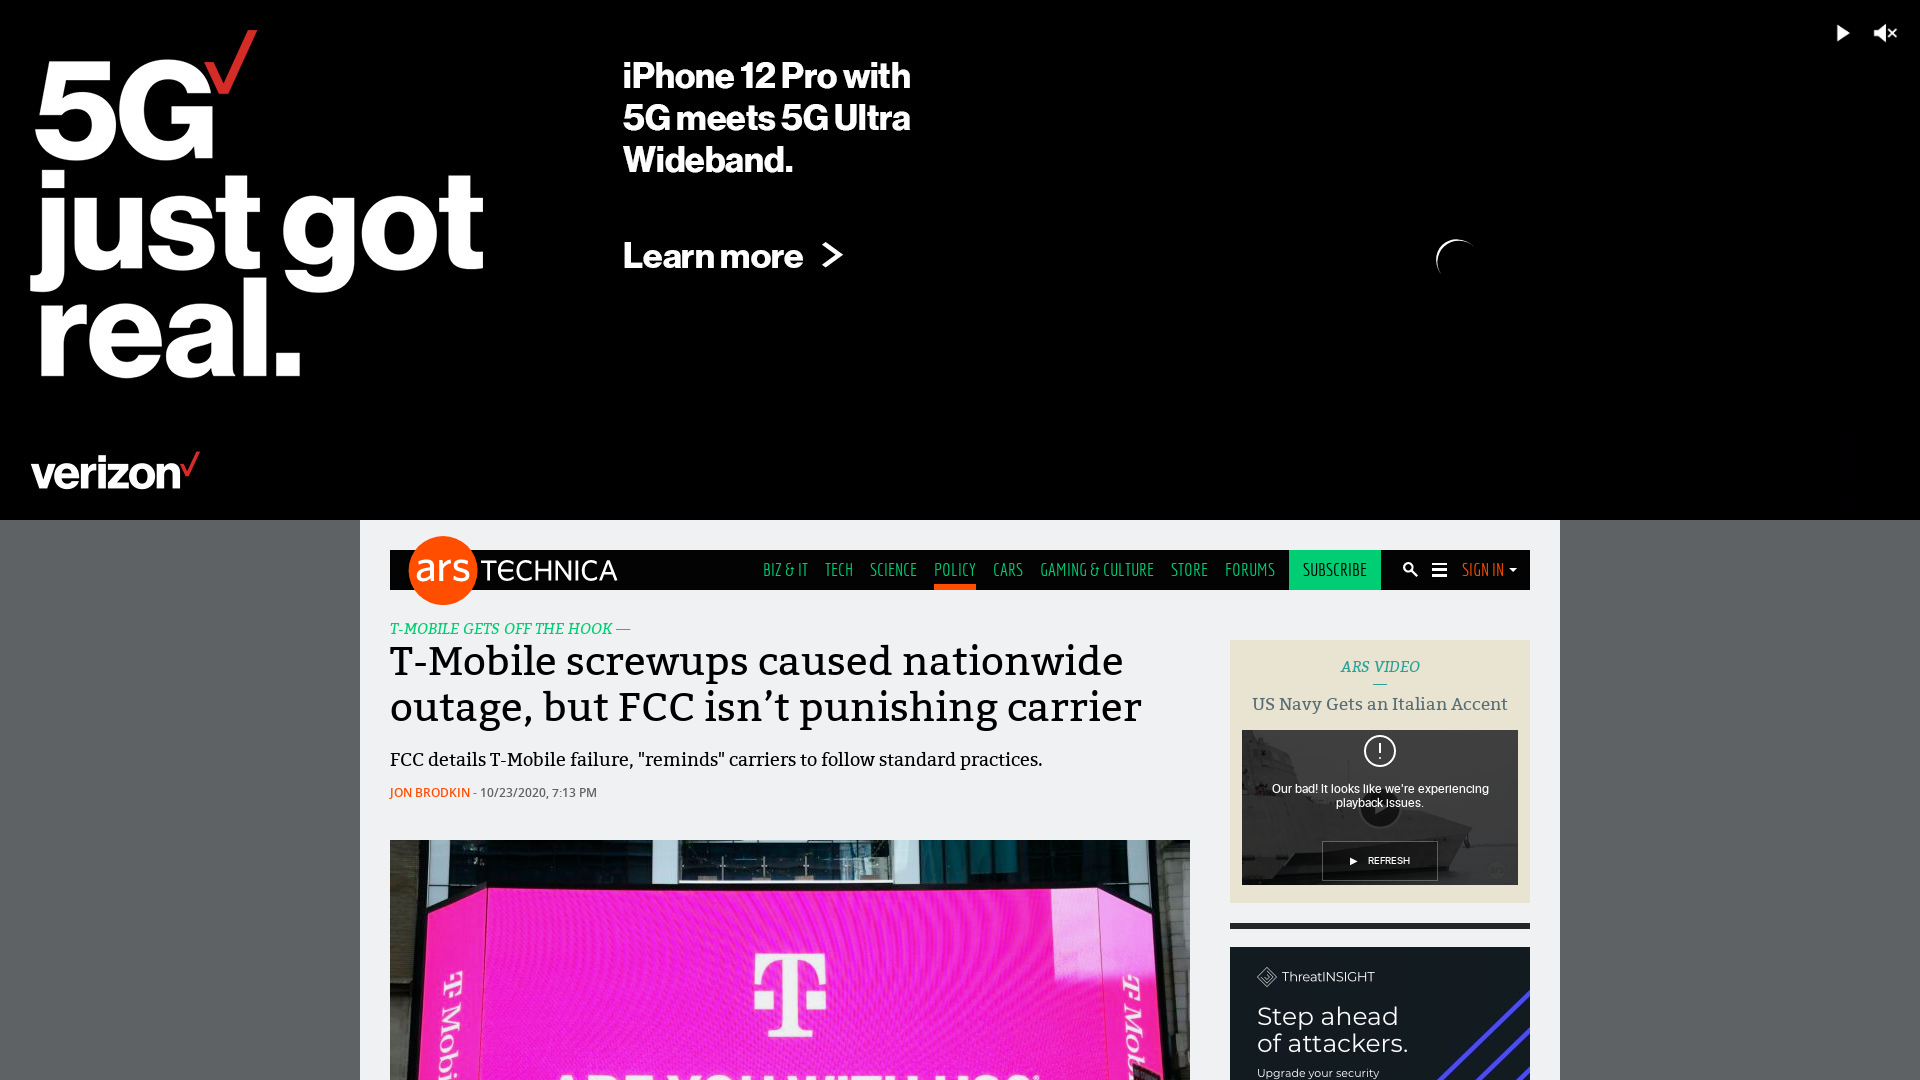 5G
just got
real.
verizon
iPhone 12 Pro with
5G meets 5G Ultra
Wideband.
Learn more
ars TECHNICA
BIZ & IT TECH SCIENCE POLICY CARS GAMING & CULTURE STORE FORUMS SUBSCRIBE SIGN IN
T-MOBILE GETS OFF THE HOOK —
T-Mobile screwups caused nationwide
outage, but FCC isn’t punishing carrier
FCC details T-Mobile failure, "reminds" carriers to follow standard practices.
JON BRODKIN - 10/23/2020, 7:13 PM
T
T-Mobi
T-Mobi
ARS VIDEO
US Navy Gets an Italian Accent
Our bad! It looks like we're experiencing
playback issues.
REFRESH
ThreatINSIGHT
Step ahead
of attackers.
Upgrade your security